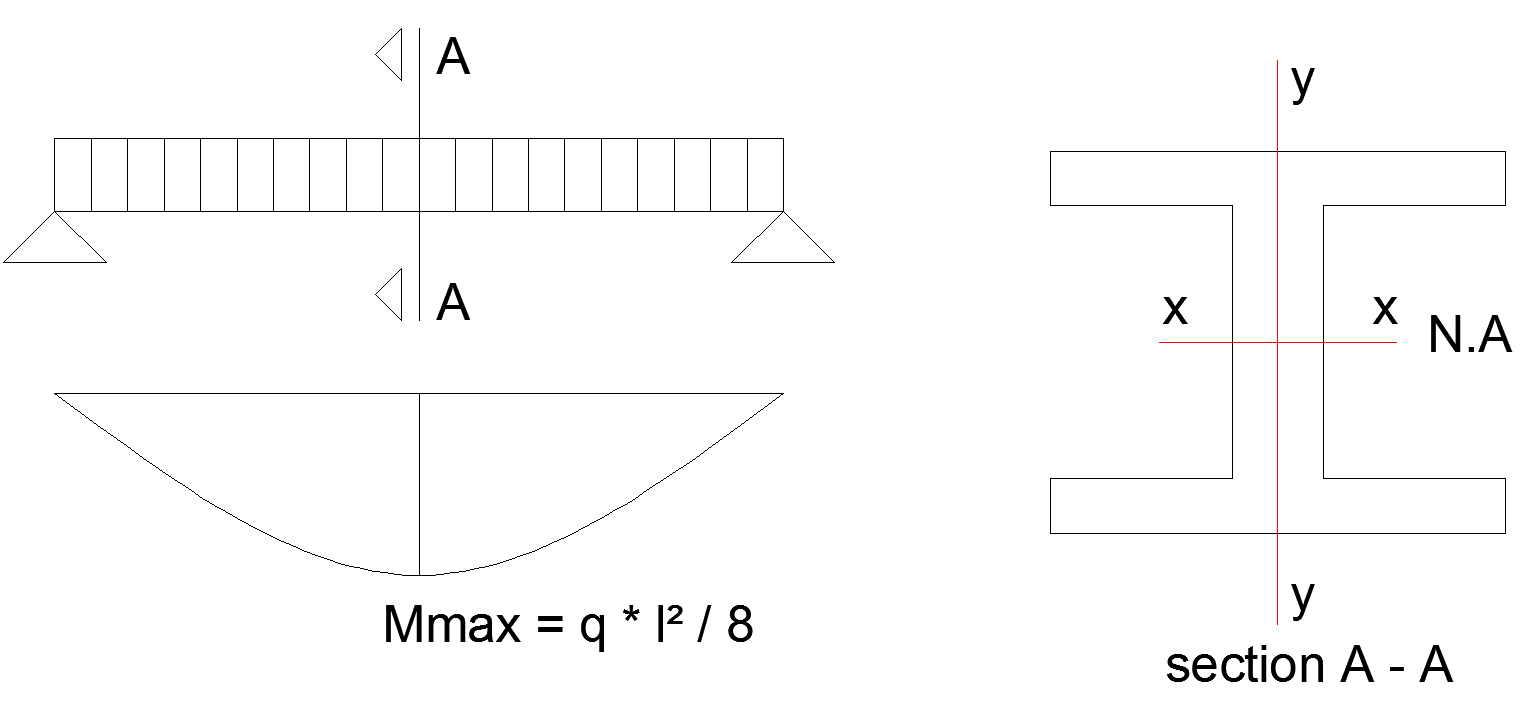 A
A
Mmax = q * l² / 8
y
x
x
N.A
y
section A - A